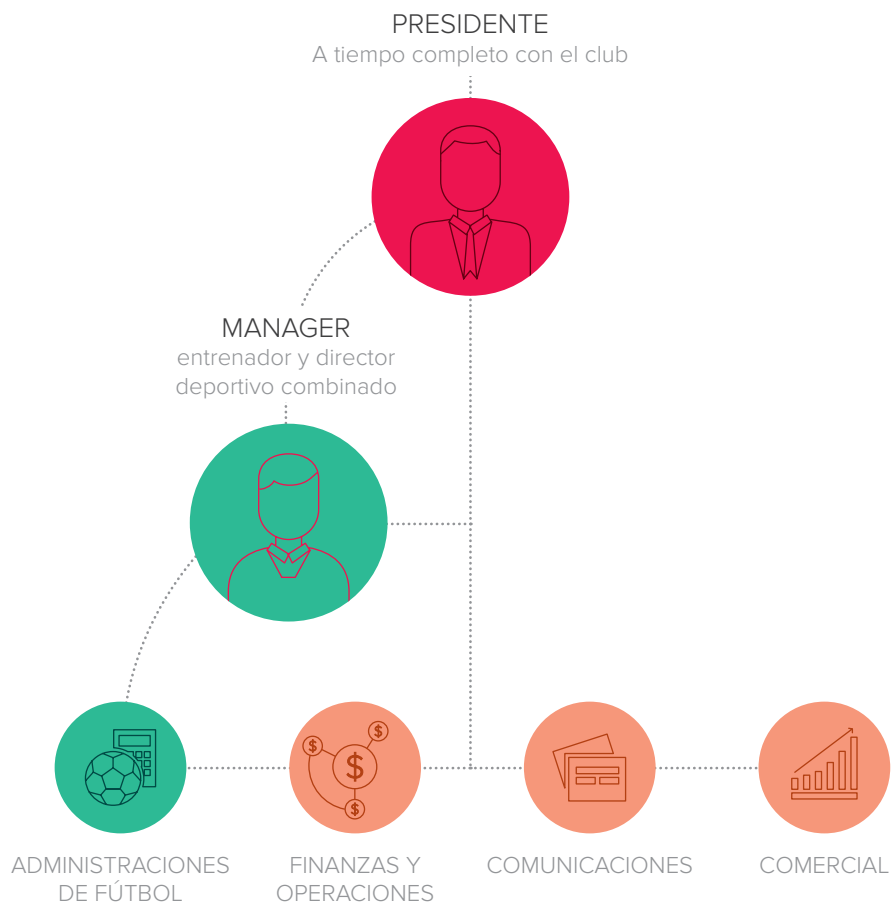 PRESIDENTE
A tiempo completo con el club
MANAGER
entrenador y director
deportivo combinado
$
$
$
$
ADMINISTRACIONES
DE FÚTBOL
FINANZAS Y
OPERACIONES
COMUNICACIONES
COMERCIAL